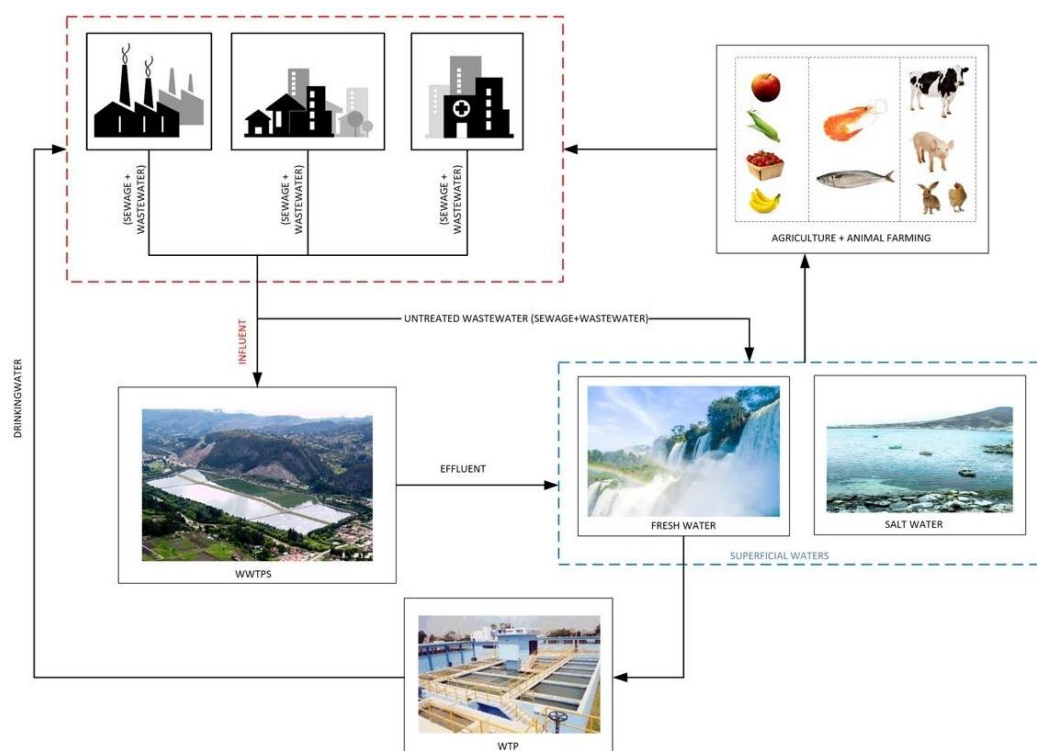 (SEWAGE +
WASTEWATER)
(SEWAGE +
WASTEWATER)
(SEWAGE +
WASTEWATER)
AGRICULTURE + ANIMAL FARMING
UNTREATED WASTEWATER (SEWAGE+WASTEWATER)
INFLUENT
DRINKINGWATER
EFFLUENT
FRESH WATER
SALT WATER
SUPERFICIAL WATERS
WWTPS
WTP